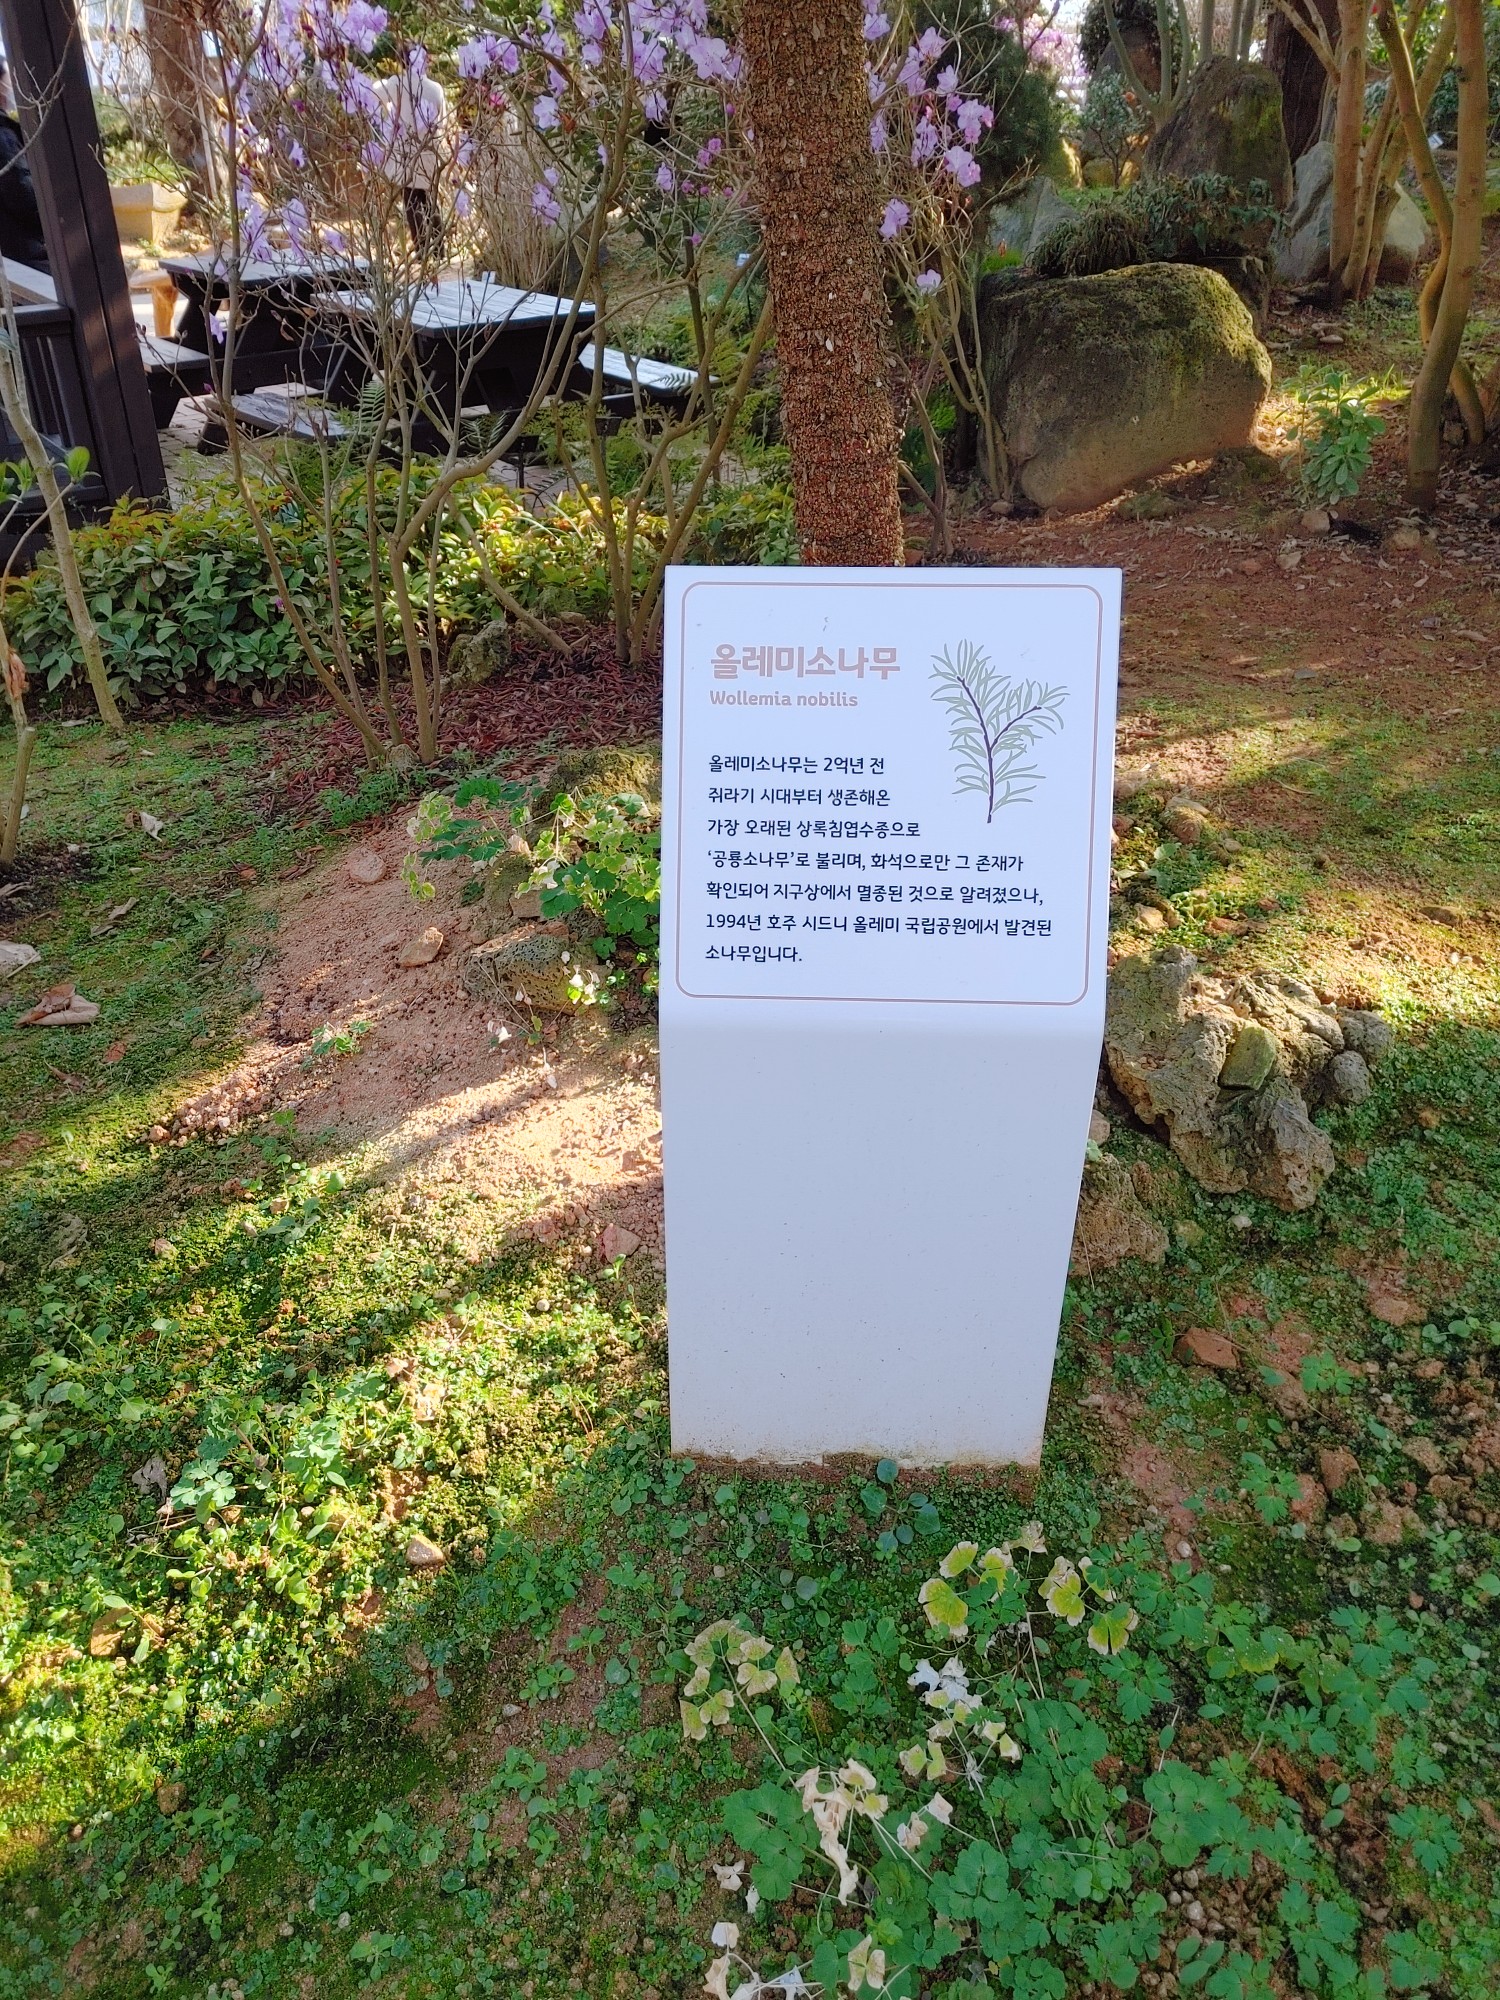 올레미소나무
Wollemia nobilis
올레미소나무는 2억년 전
쥐라기 시대부터 생존해온
가장 오래된 상록침엽수종으로
‘공룡소나무’로 불리며, 화석으로만 그 존재가
확인되어 지구상에서 멸종된 것으로 알려졌으나,
1994년 호주 시드니 올레미 국립공원에서 발견된
소나무입니다.